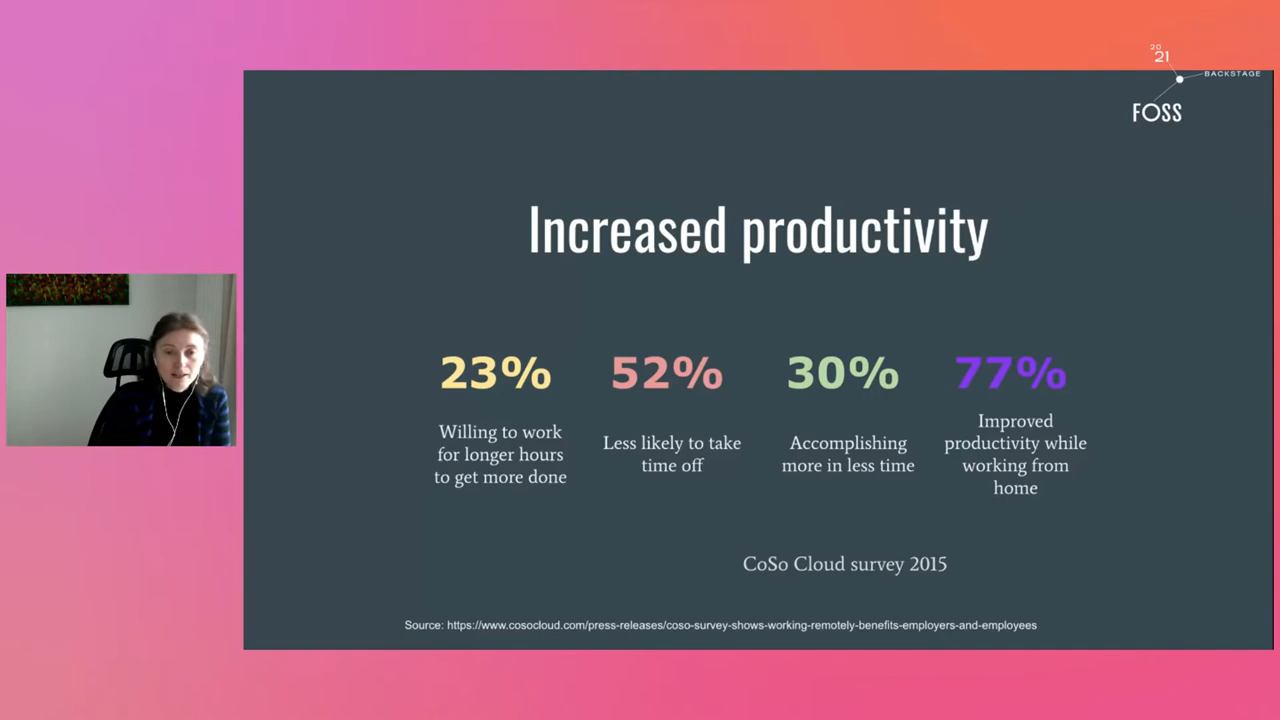 20
21
BACKSTAGE
FOSS
Increased productivity
23%
Willing to work
for longer hours
to get more done
52%
Less likely to take
time off
30%
Accomplishing
more in less time
77%
Improved
productivity while
working from
home
CoSo Cloud survey 2015
Source: https://www.cosocloud.com/press-releases/coso-survey-shows-working-remotely-benefits-employers-and-employees